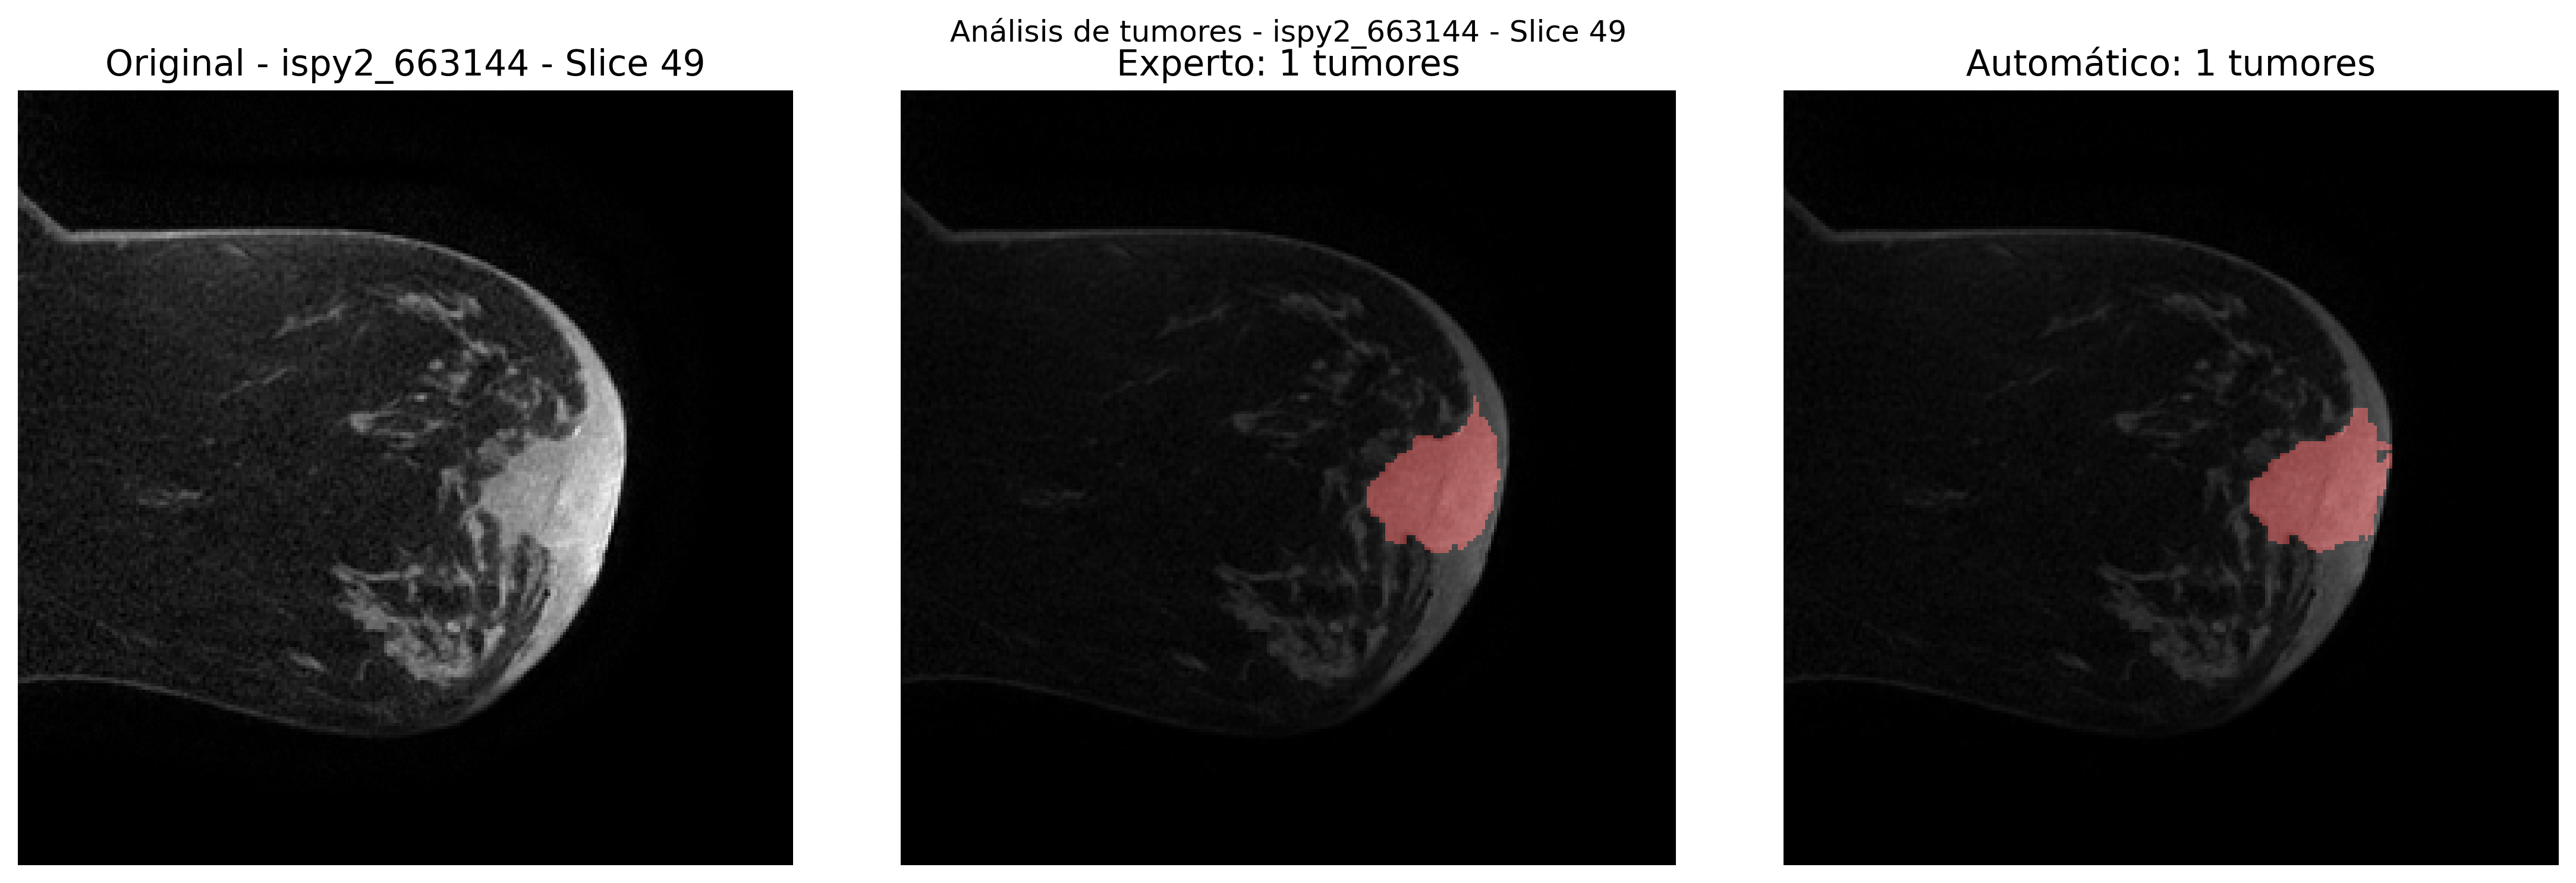 Análisis de tumores - ispy2_663144 - Slice 49
Original - ispy2_663144 - Slice 49
Experto: 1 tumores
Automático: 1 tumores